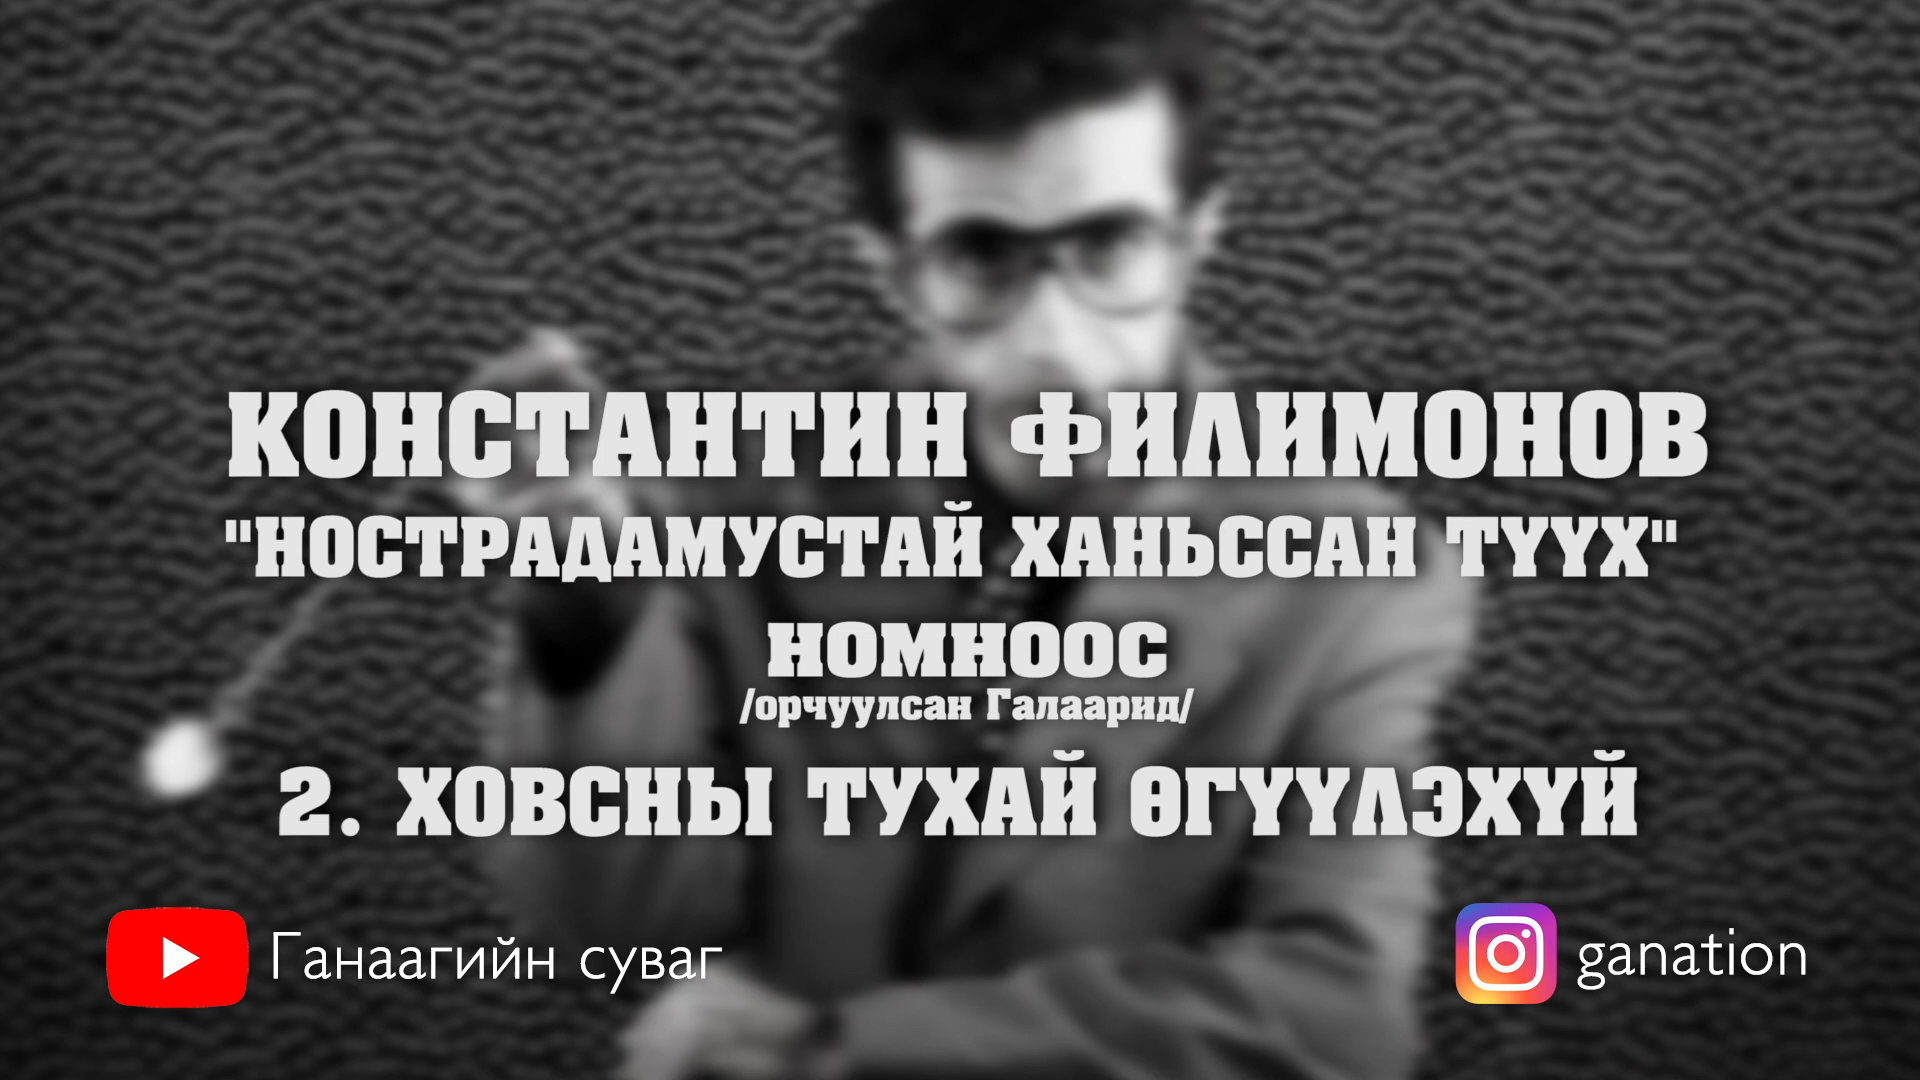 КОНСТАНТИН ФИЛИМОНОВ
"НОСТРАДАМУСТАЙ ХАНЬССАН ТҮҮХ"
НОМНООС
/орчуулсан Галаарид/
2. ХОВСНЫ ТУХАЙ ӨГҮҮЛЭХҮЙ
Ганаагийн суваг
ganation